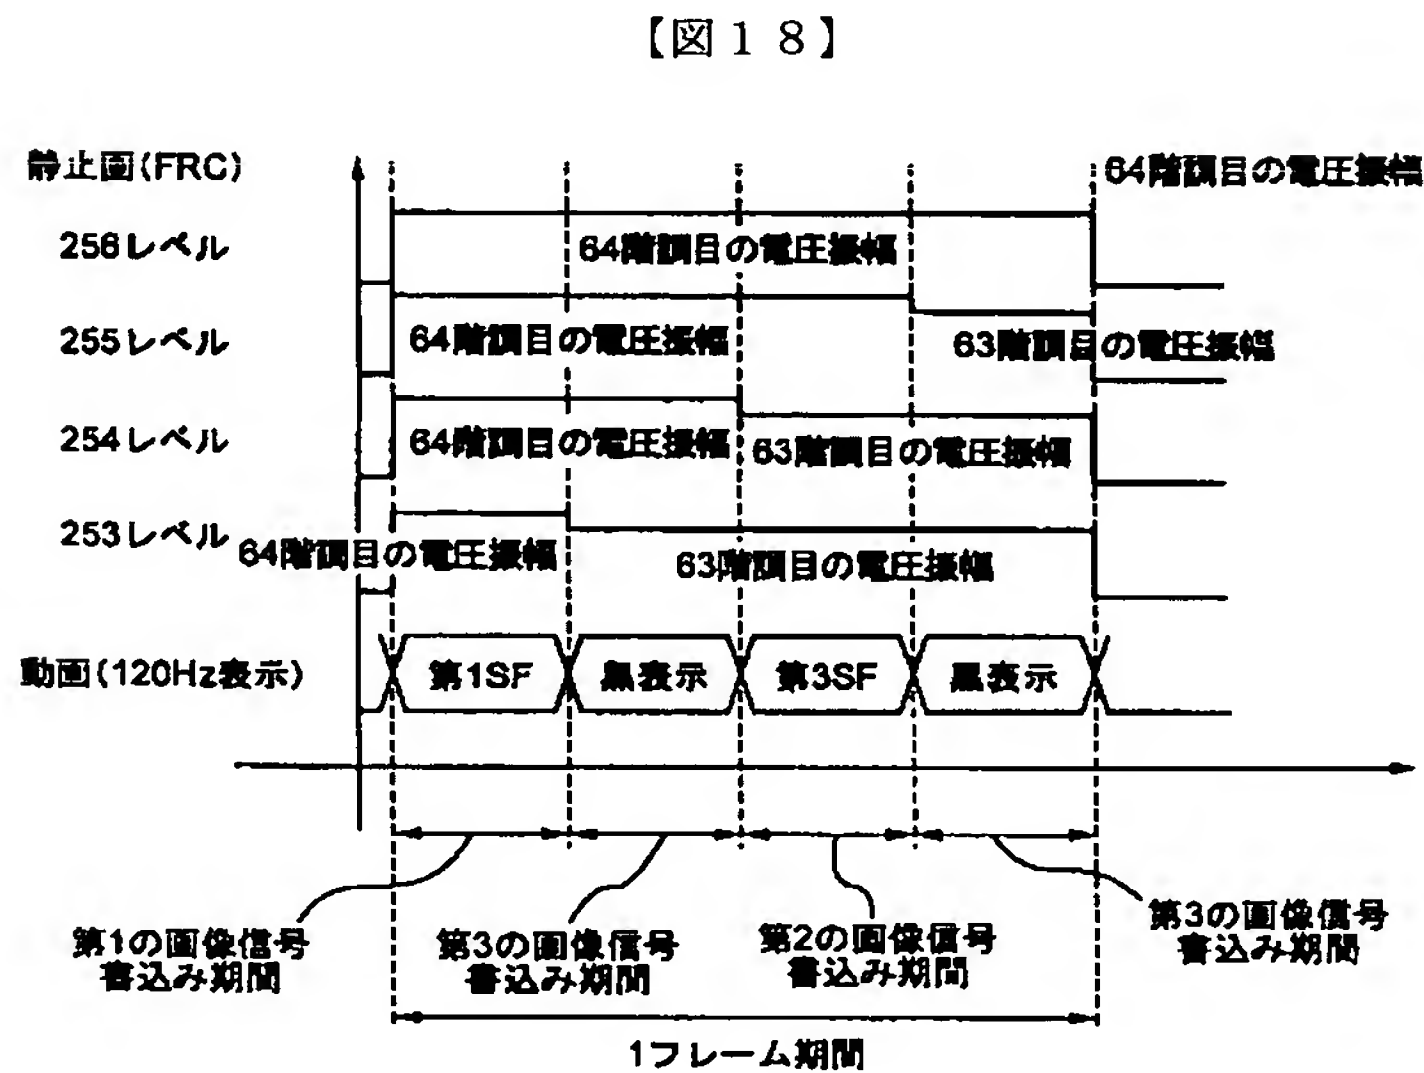 【図１８】
静止画(FRC)
64階調目の電圧振幅
256レベル
64階調目の電圧振幅
255レベル
64階調目の電圧振幅
63階調目の電圧振幅
254レベル
64階調目の電圧振幅
63階調目の電圧振幅
253レベル
64階調目の電圧振幅
63階調目の電圧振幅
動画(120Hz表示)
第1SF
黒表示
第3SF
黒表示
第1の画像信号
書込み期間
第3の画像信号
書込み期間
第2の画像信号
書込み期間
第3の画像信号
書込み期間
1フレーム期間